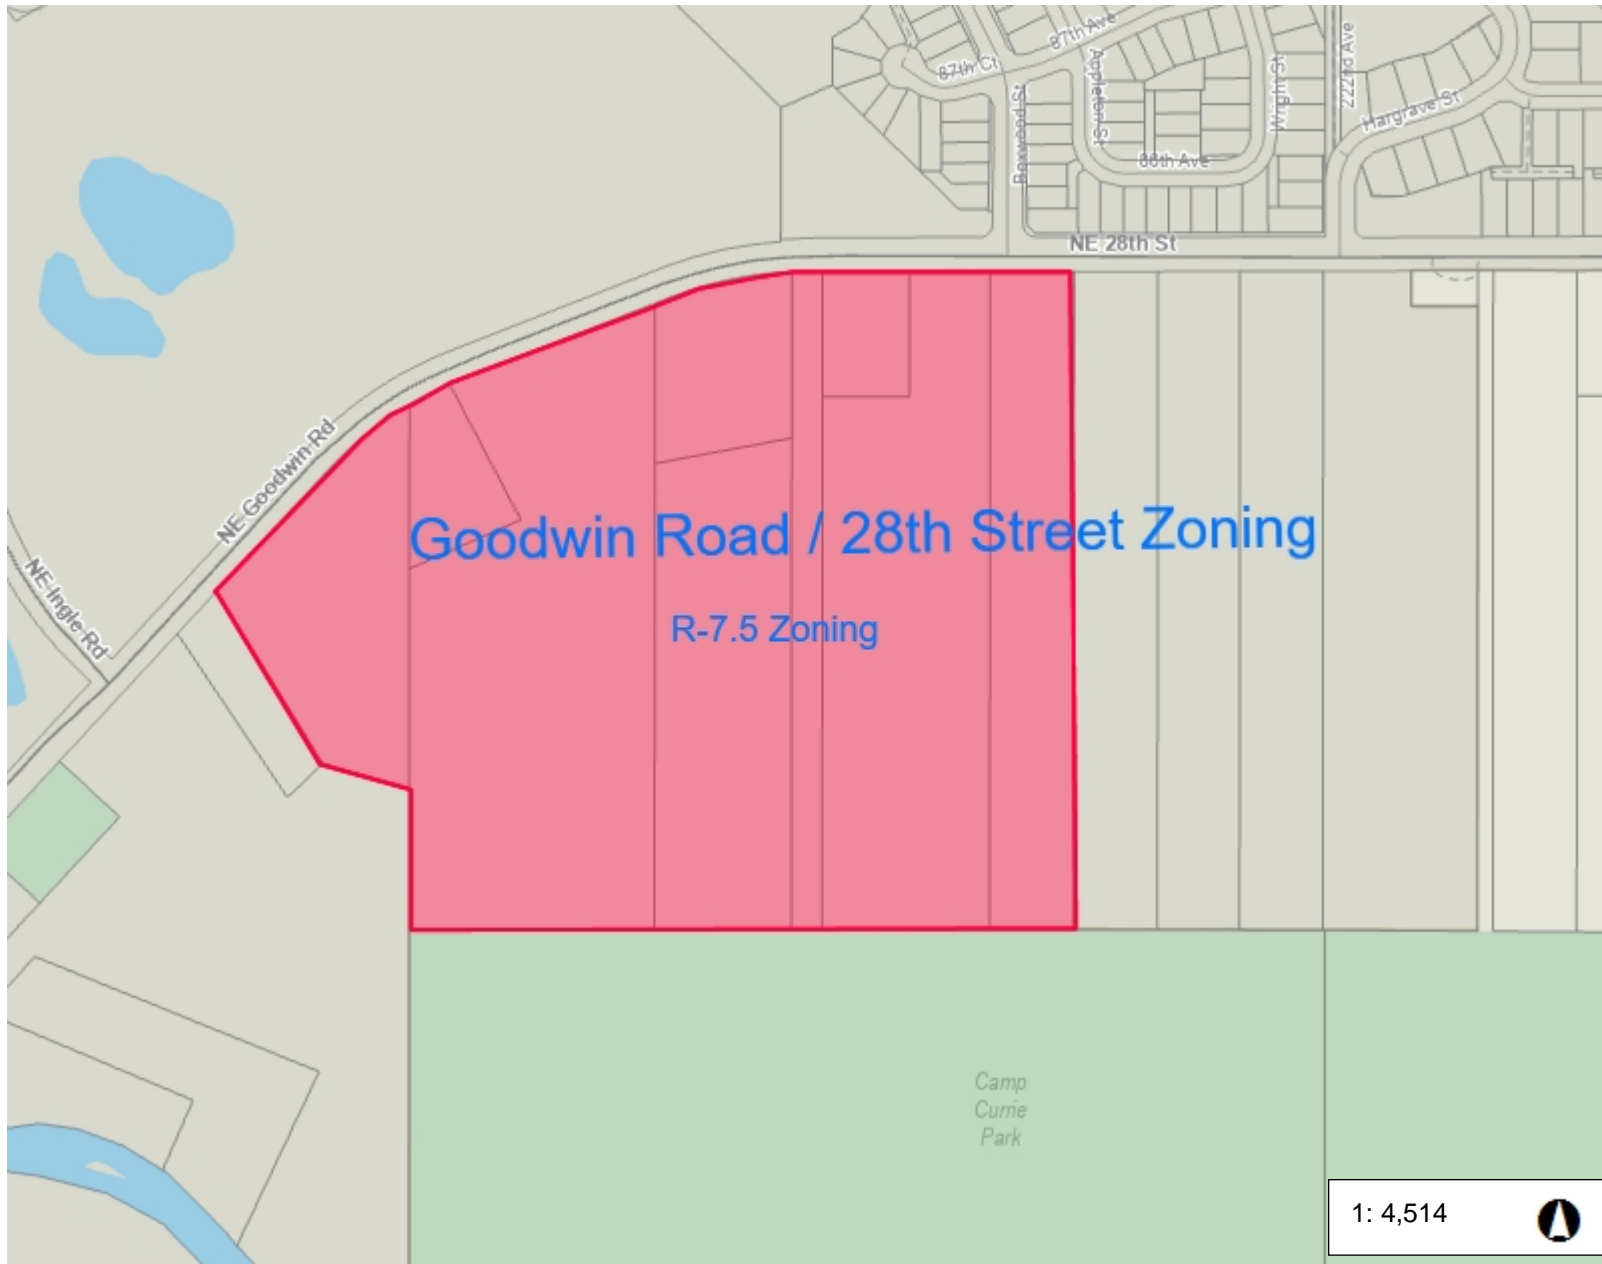 87th Ave
87th Ct
Appleton St
Boxwood St
Wright St
222nd Ave
Hargrave St
86th Ave
NE 28th St
NE Goodwin Rd
NE Ingle Rd
Goodwin Road / 28th Street Zoning
R-7.5 Zoning
Camp
Currie
Park
1: 4,514